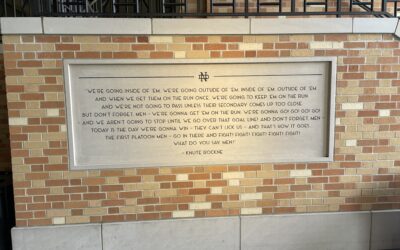 ND
"WE'RE GOING INSIDE OF 'EM, WE'RE GOING OUTSIDE OF 'EM. INSIDE OF 'EM. OUTSIDE OF 'EM.
AND WHEN WE GET THEM ON THE RUN ONCE, WE'RE GOING TO KEEP 'EM ON THE RUN.
AND WE'RE NOT GOING TO PASS UNLESS THEIR SECONDARY COMES UP TOO CLOSE.
BUT DON'T FORGET, MEN - WE'RE GONNA GET 'EM ON THE RUN, WE'RE GONNA GO! GO! GO! GO!
AND WE AREN'T GOING TO STOP UNTIL WE GO OVER THAT GOAL LINE! AND DON'T FORGET, MEN -
TODAY IS THE DAY WE'RE GONNA WIN - THEY CAN'T LICK US - AND THAT'S HOW IT GOES.
THE FIRST PLATOON MEN - GO IN THERE AND FIGHT! FIGHT! FIGHT! FIGHT! FIGHT!
WHAT DO YOU SAY, MEN!"
- KNUTE ROCKNE